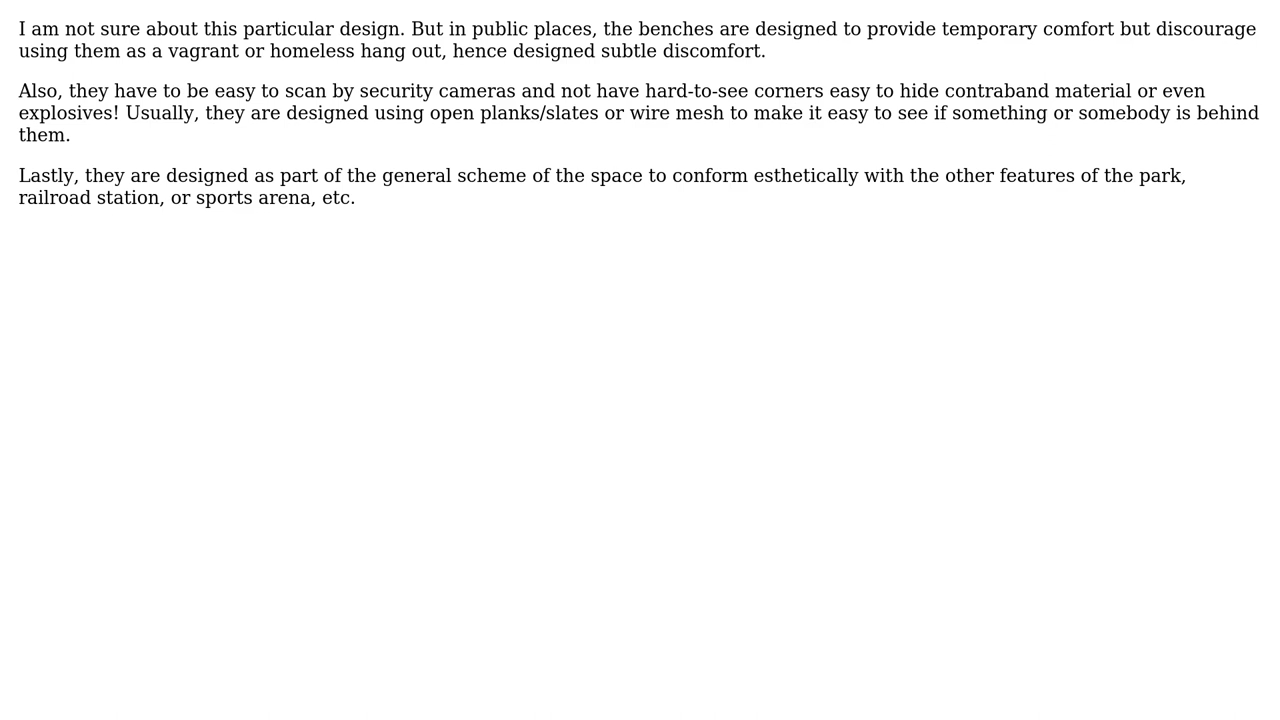 I am not sure about this particular design. But in public places, the benches are designed to provide temporary comfort but discourage
using them as a vagrant or homeless hang out, hence designed subtle discomfort.
Also, they have to be easy to scan by security cameras and not have hard-to-see corners easy to hide contraband material or even
explosives! Usually, they are designed using open planks/slates or wire mesh to make it easy to see if something or somebody is behind
them.
Lastly, they are designed as part of the general scheme of the space to conform esthetically with the other features of the park,
railroad station, or sports arena, etc.